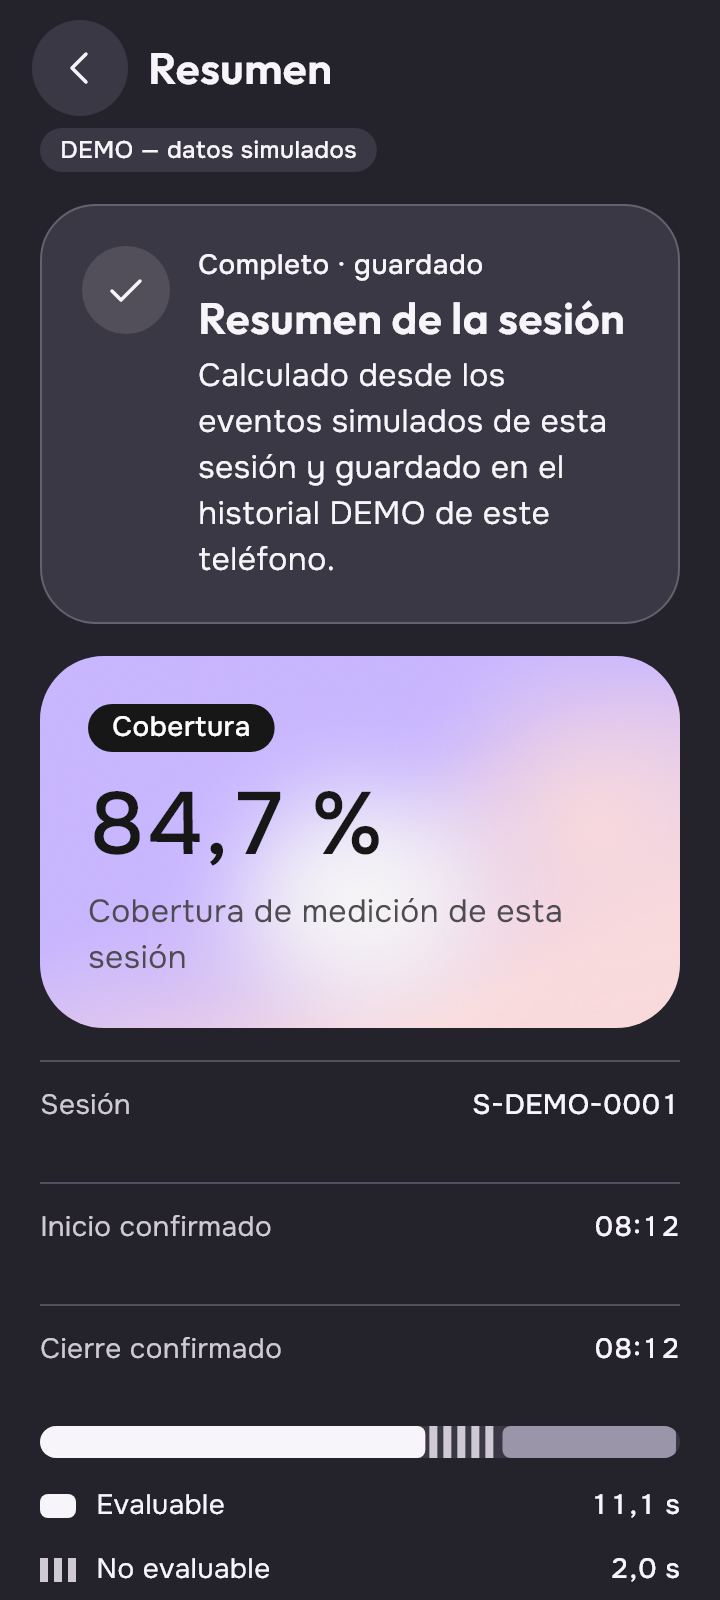 Resumen
DEMO — datos simulados
Completo · guardado
Resumen de la sesión
Calculado desde los
eventos simulados de esta
sesión y guardado en el
historial DEMO de este
teléfono.
Cobertura
84,7 %
Cobertura de medición de esta
sesión
Sesión S-DEMO-0001
Inicio confirmado 08:12
Cierre confirmado 08:12
Evaluable 11,1 s
No evaluable 2,0 s